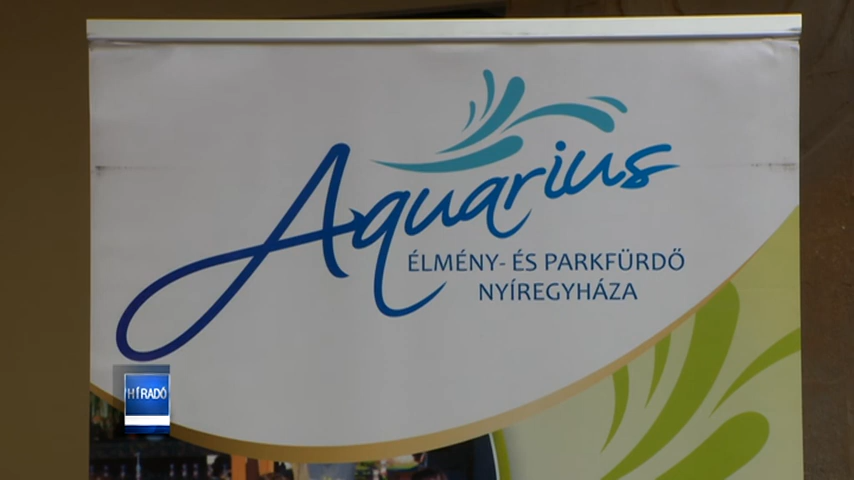 Aquarius
ÉLMÉNY- ÉS PARKFÜRDŐ
NYÍREGYHÁZA
HÍRADÓ